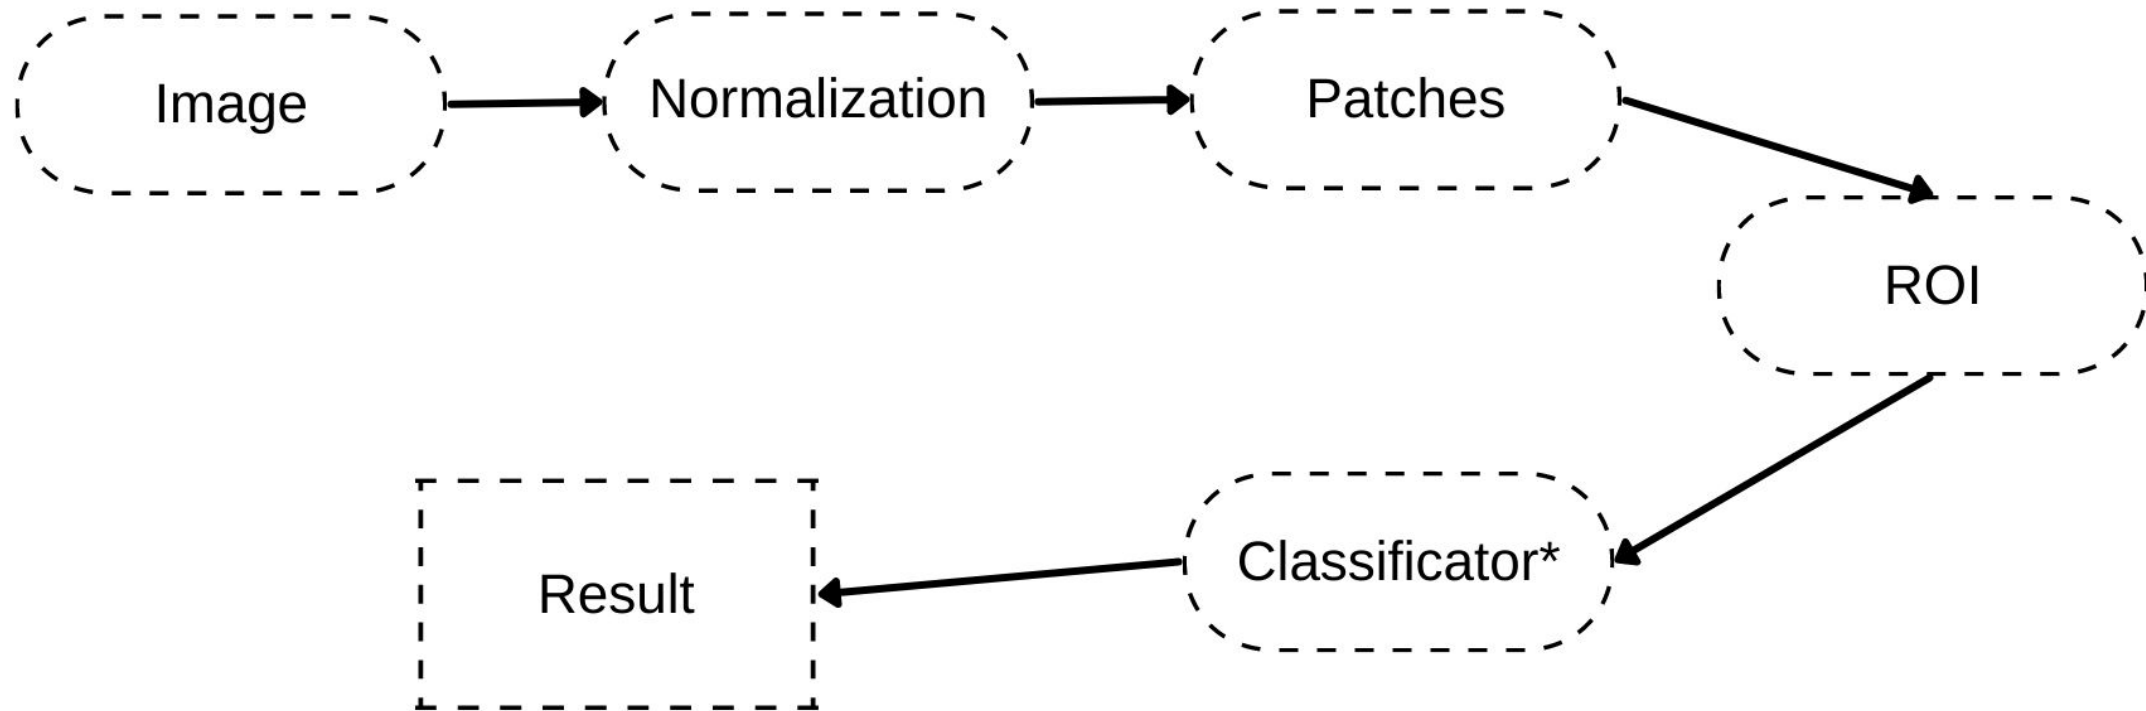 Image
Normalization
Patches
ROI
Classificator*
Result